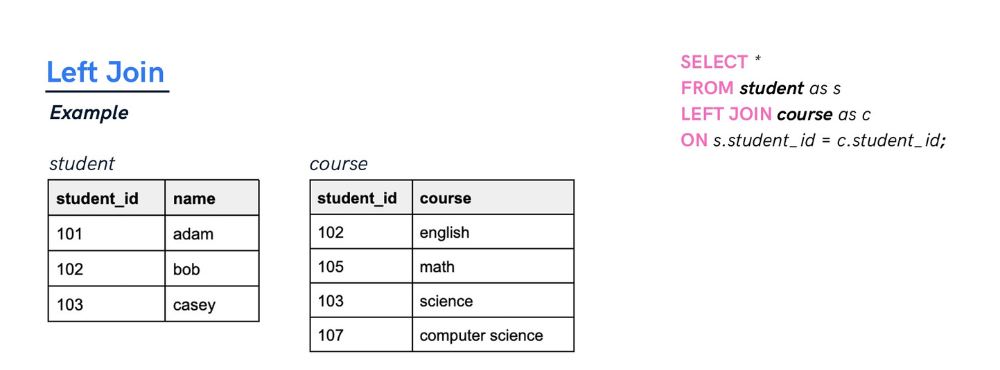 Left Join
Example
student
student_id name
101 adam
102 bob
103 casey
course
student_id course
102 english
105 math
103 science
107 computer science
SELECT *
FROM student as s
LEFT JOIN course as c
ON s.student_id = c.student_id;